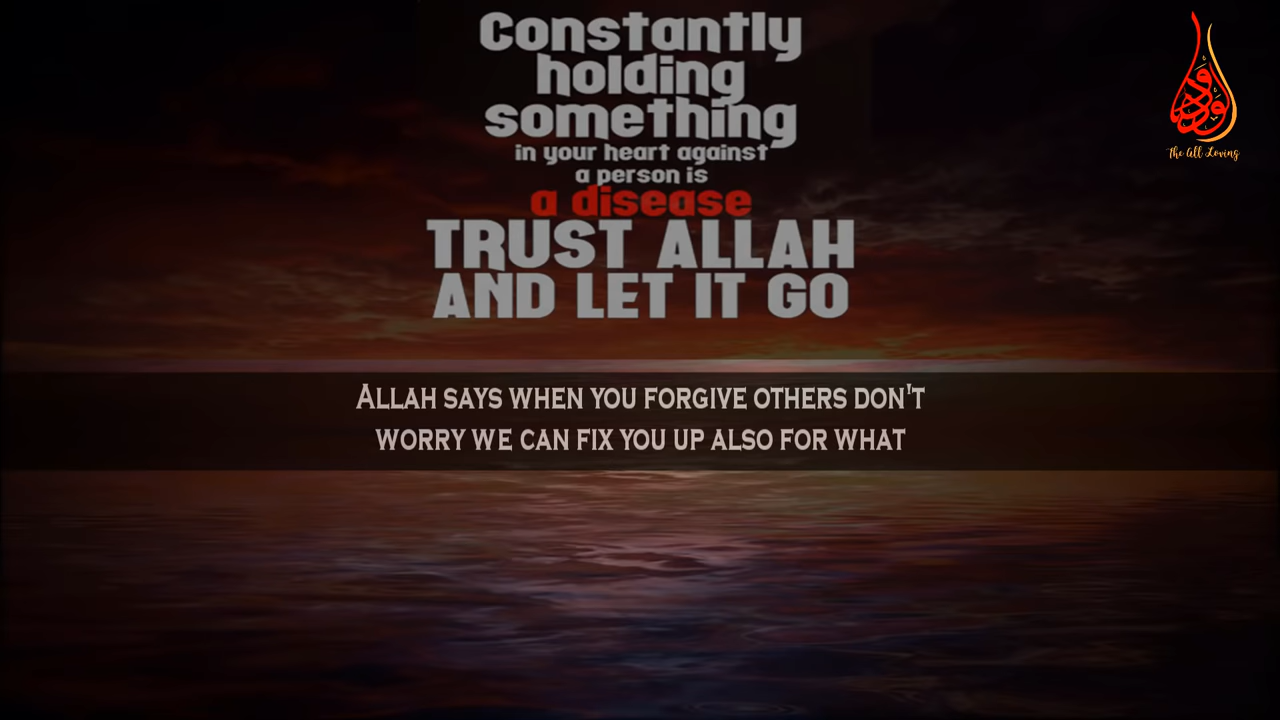 Constantly
holding
something
in your heart against
a person is
a disease
TRUST ALLAH
AND LET IT GO
ALLAH SAYS WHEN YOU FORGIVE OTHERS DON'T
WORRY WE CAN FIX YOU UP ALSO FOR WHAT
The All Loving